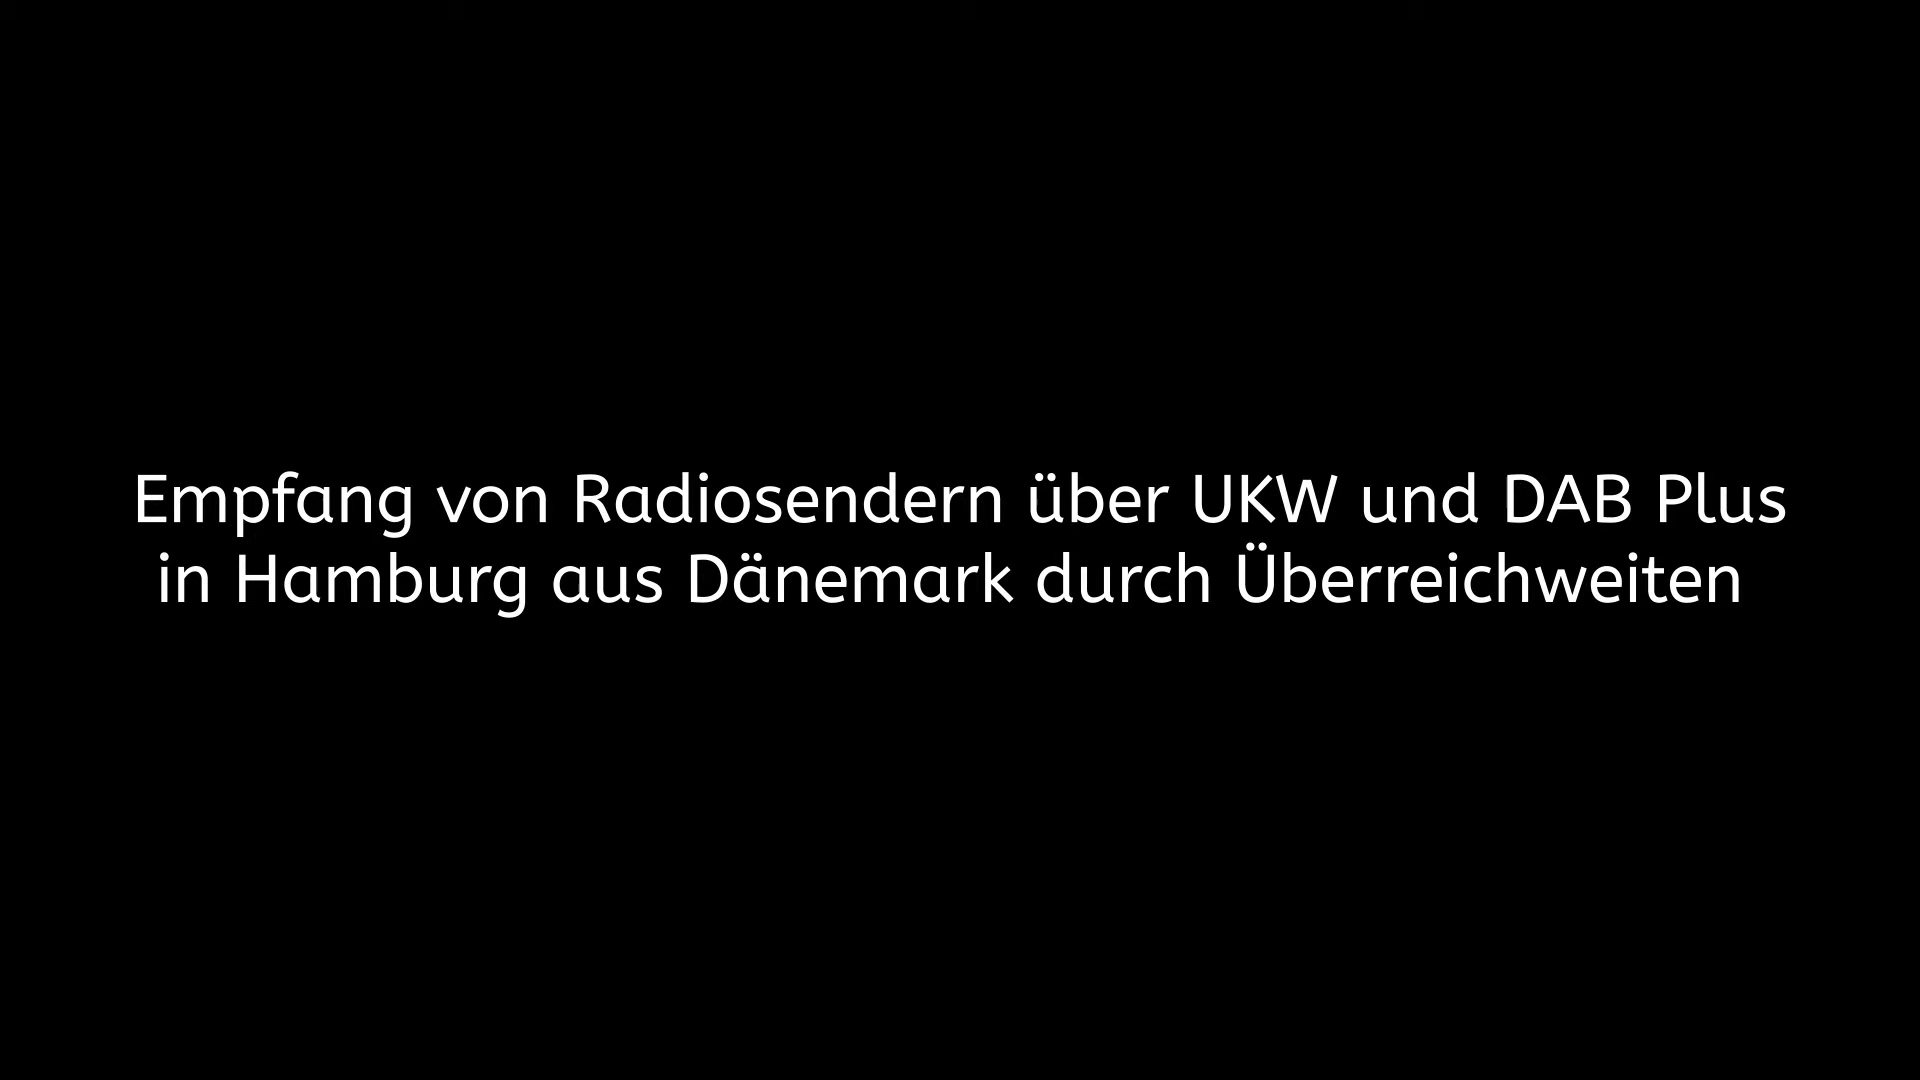 Empfang von Radiosendern über UKW und DAB Plus
in Hamburg aus Dänemark durch Überreichweiten